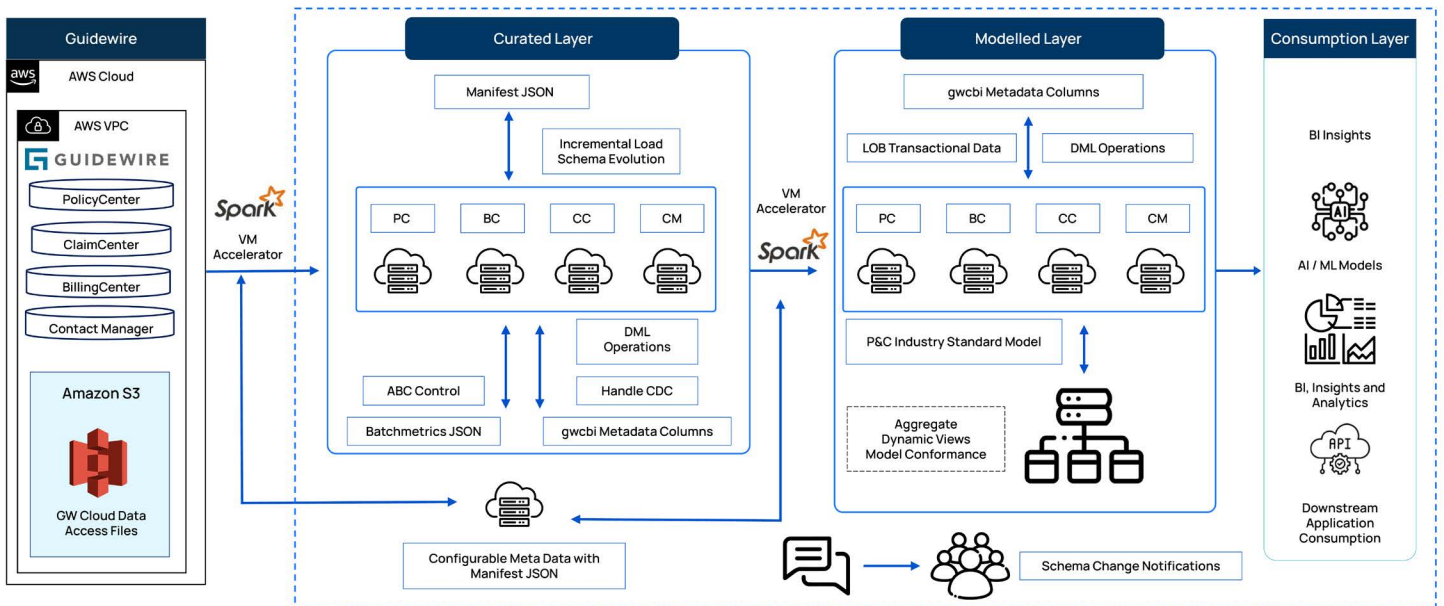 Guidewire
aws
AWS Cloud
AWS VPC
GUIDEWIRE
PolicyCenter
ClaimCenter
BillingCenter
Contact Manager
Amazon S3
GW Cloud Data
Access Files
Spark
VM
Accelerator
Curated Layer
Manifest JSON
Incremental Load
Schema Evolution
PC
BC
CC
CM
DML
Operations
ABC Control
Handle CDC
Batchmetrics JSON
gwcbi Metadata Columns
Configurable Meta Data with
Manifest JSON
VM
Accelerator
Spark
Modelled Layer
gwcbi Metadata Columns
LOB Transactional Data
DML Operations
PC
BC
CC
CM
P&C Industry Standard Model
Aggregate
Dynamic Views
Model Conformance
Schema Change Notifications
Consumption Layer
BI Insights
AI
AI / ML Models
BI, Insights and
Analytics
API
Downstream
Application
Consumption